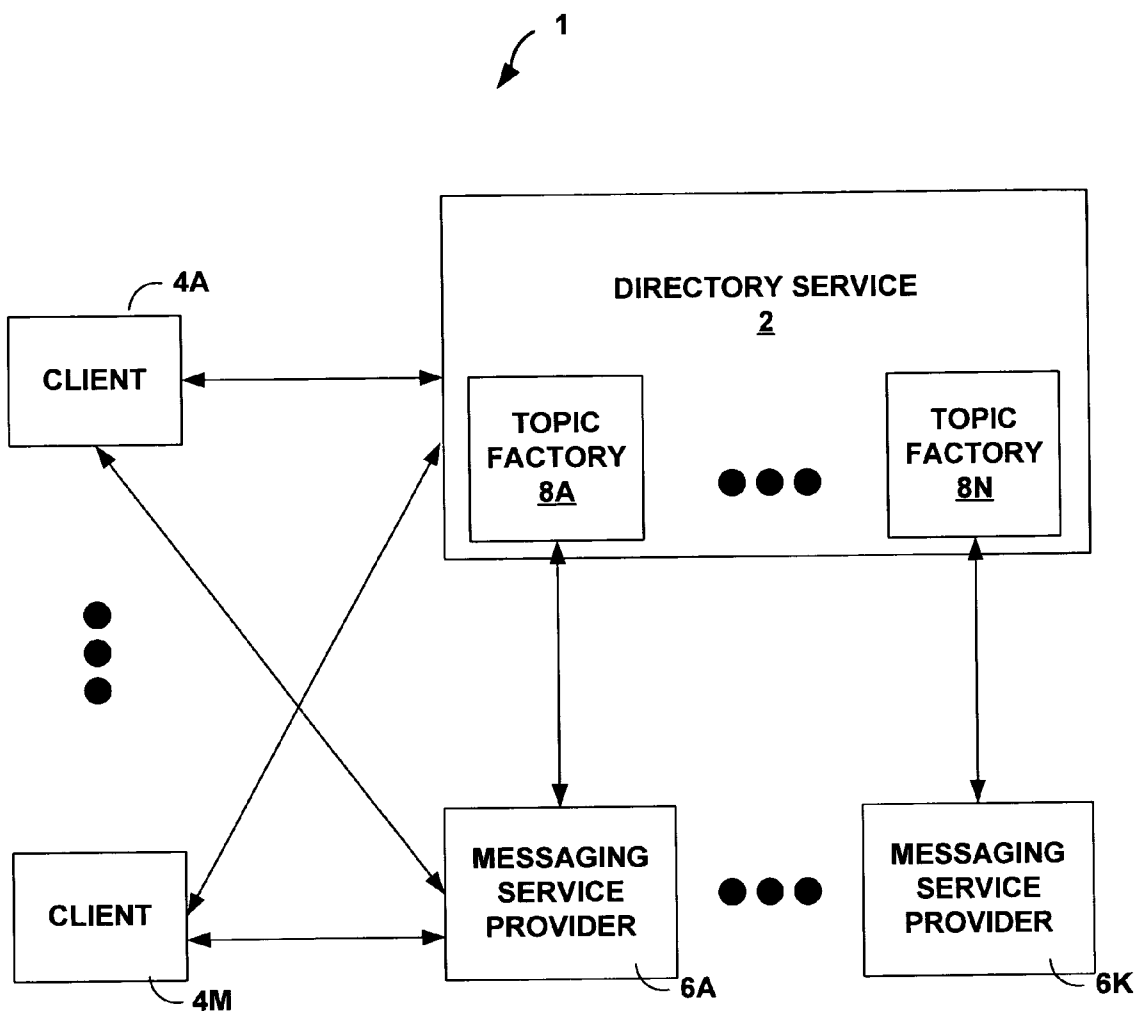 1
4A
CLIENT
DIRECTORY SERVICE
2
TOPIC
FACTORY
8A
TOPIC
FACTORY
8N
CLIENT
4M
MESSAGING
SERVICE
PROVIDER
6A
MESSAGING
SERVICE
PROVIDER
6K